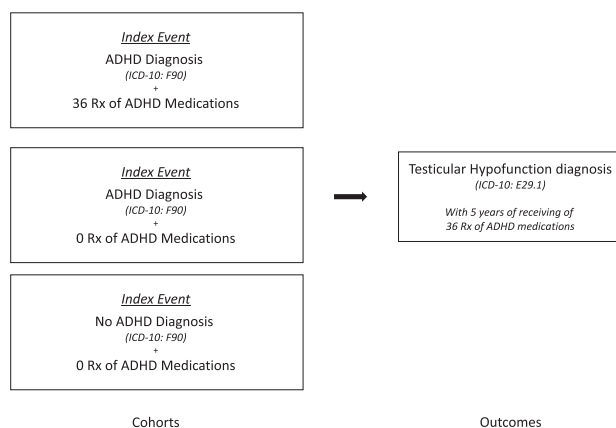 Index Event
ADHD Diagnosis
(ICD-10: F90)
+
36 Rx of ADHD Medications
Index Event
ADHD Diagnosis
(ICD-10: F90)
+
0 Rx of ADHD Medications
Testicular Hypofunction diagnosis
(ICD-10: E29.1)
With 5 years of receiving of
36 Rx of ADHD medications
Index Event
No ADHD Diagnosis
(ICD-10: F90)
+
0 Rx of ADHD Medications
Cohorts
Outcomes